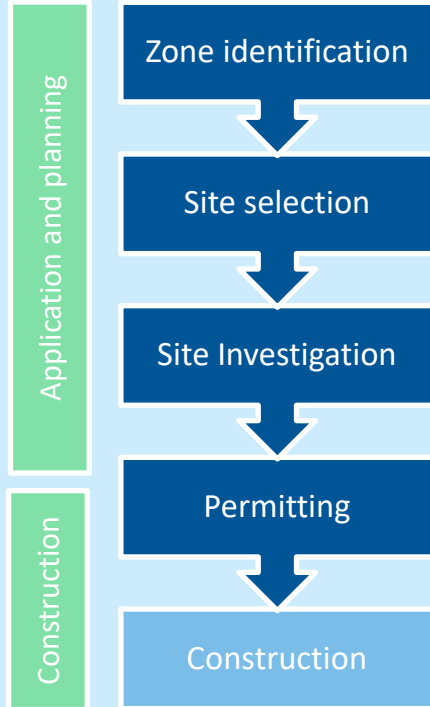 Application and planning
Zone identification
Site selection
Site Investigation
Permitting
Construction
Construction